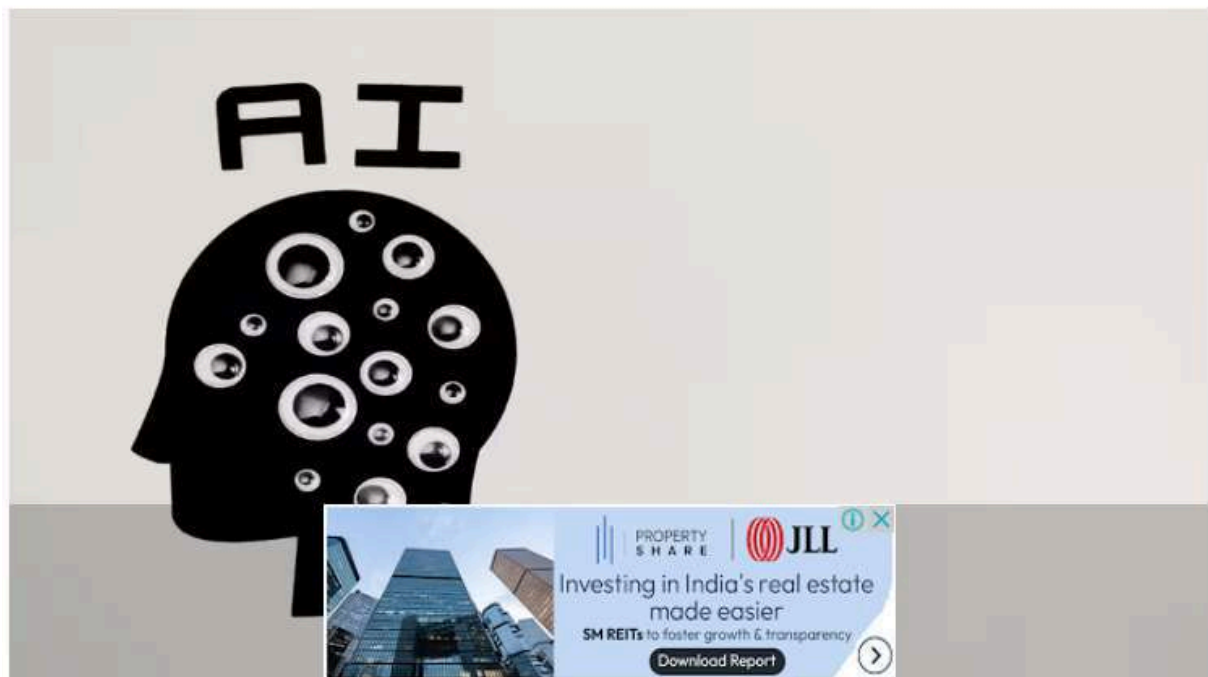 AI
PROPERTY
SHARE
JLL
Investing in India's real estate
made easier
SM REITs to foster growth & transparency
Download Report